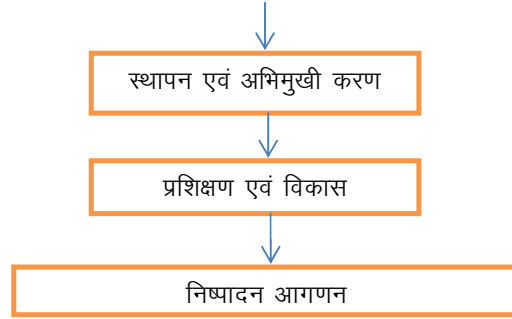 स्थापन एवं अभिमुखी करण
प्रशिक्षण एवं विकास
निष्पादन आगणन